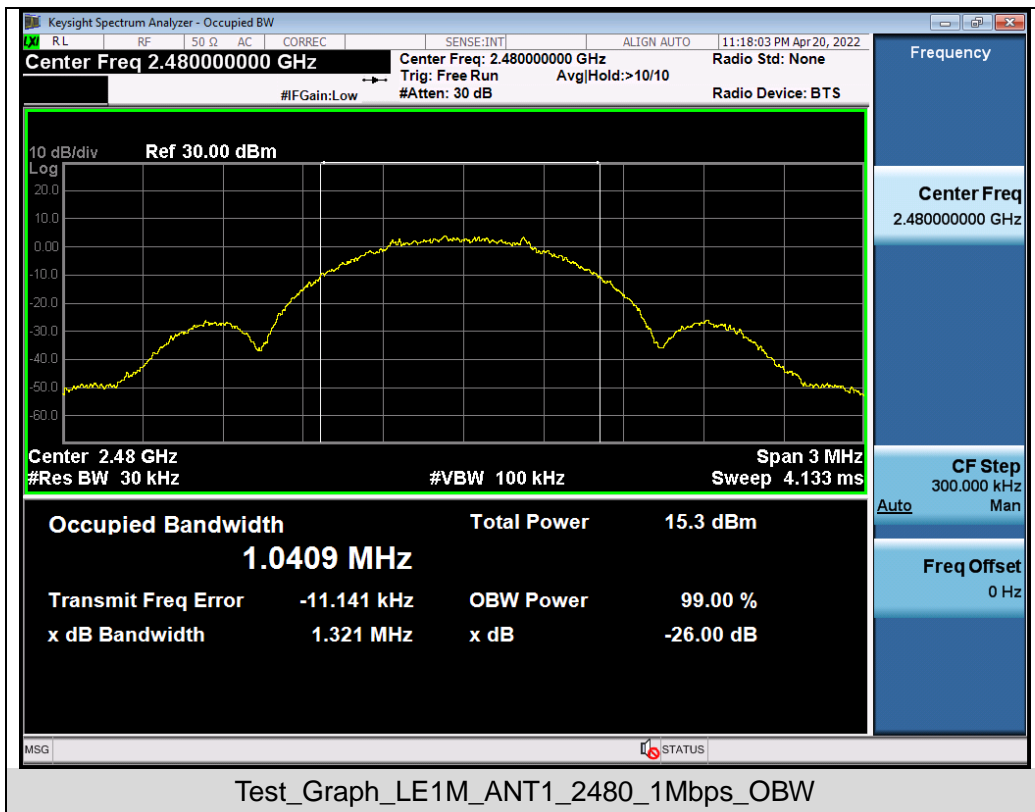 Keysight Spectrum Analyzer - Occupied BW
LXI RL RF 50 Ω AC CORREC SENSE:INT ALIGN AUTO 11:18:03 PM Apr 20, 2022
Center Freq 2.480000000 GHz
Center Freq: 2.480000000 GHz
Radio Std: None
Trig: Free Run Avg|Hold:>10/10
#IFGain:Low
#Atten: 30 dB
Radio Device: BTS
Frequency
10 dB/div Ref 30.00 dBm
Log
20.0
10.0
0.00
-10.0
-20.0
-30.0
-40.0
-50.0
-60.0
Center 2.48 GHz
Span 3 MHz
#Res BW 30 kHz
#VBW 100 kHz
Sweep 4.133 ms
Center Freq
2.480000000 GHz
CF Step
300.000 kHz
Auto Man
Freq Offset
0 Hz
Occupied Bandwidth
Total Power 15.3 dBm
1.0409 MHz
Transmit Freq Error -11.141 kHz
OBW Power 99.00 %
x dB Bandwidth 1.321 MHz
x dB -26.00 dB
MSG
STATUS
Test_Graph_LE1M_ANT1_2480_1Mbps_OBW